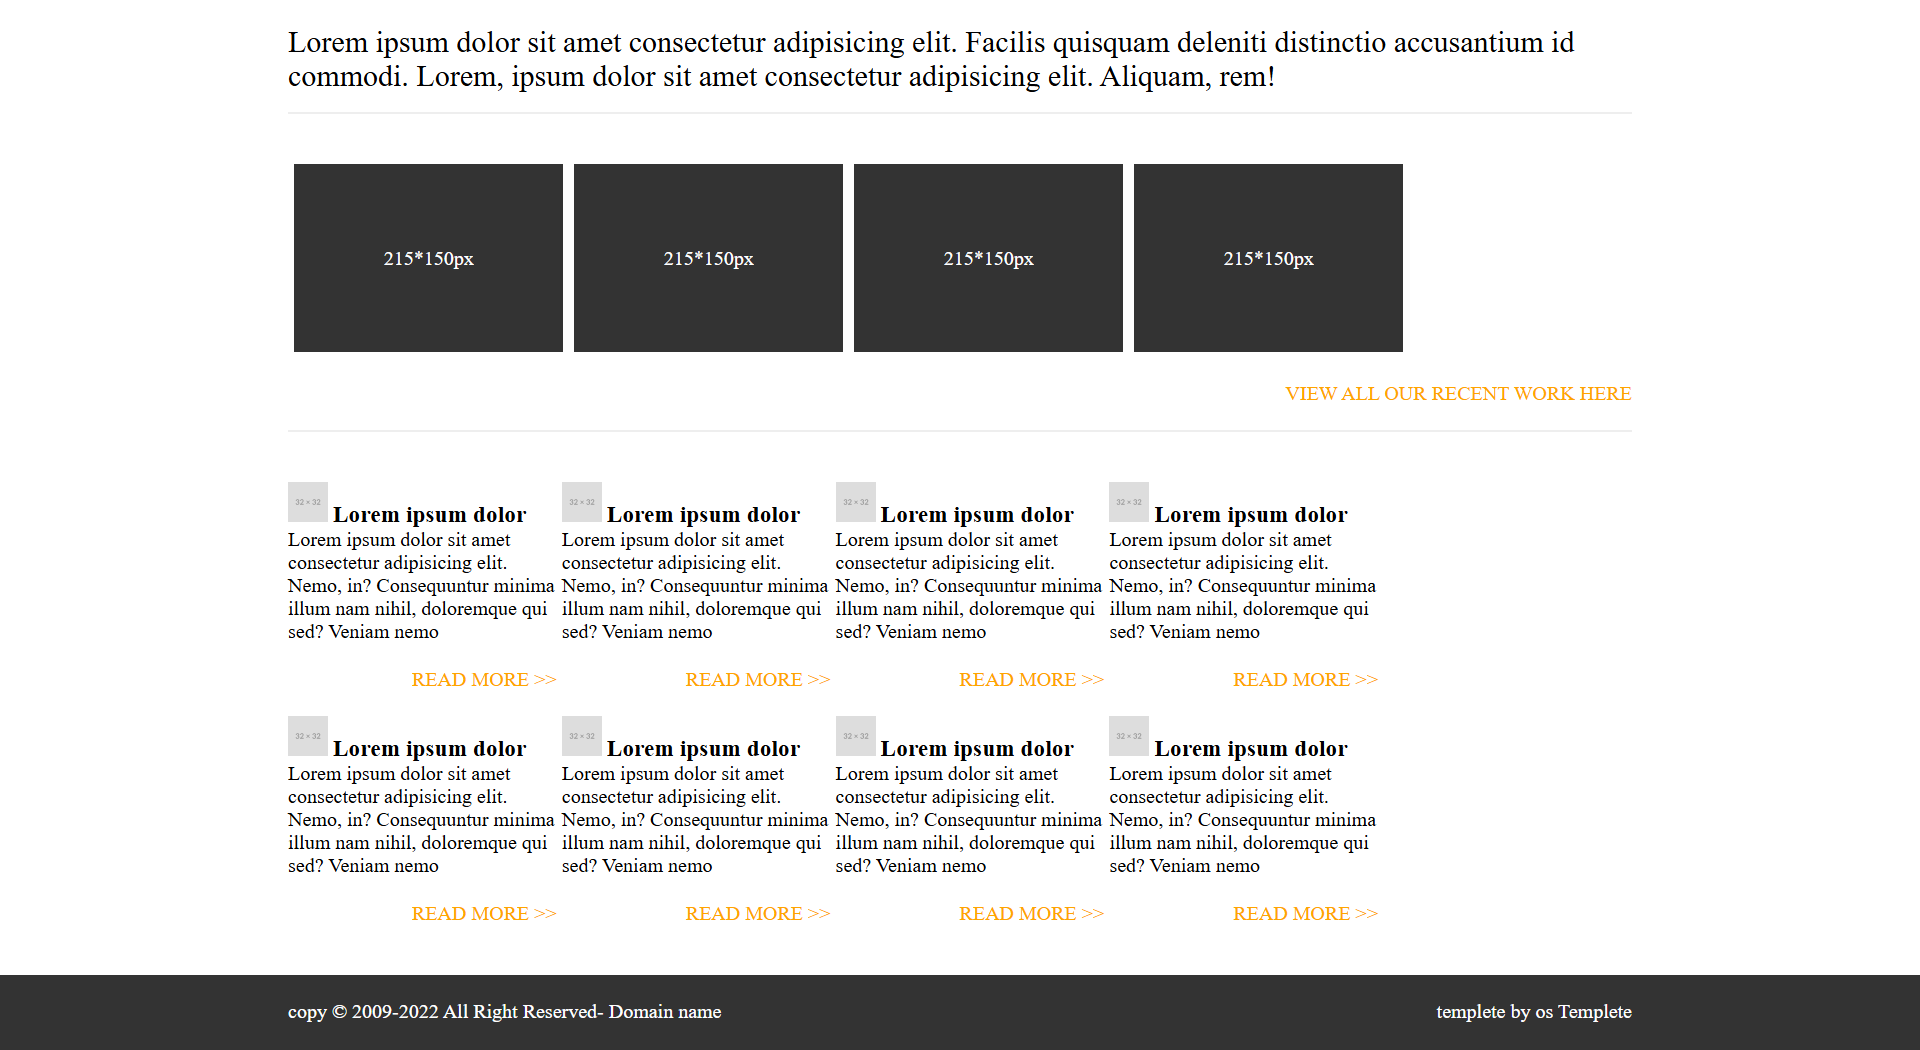 Lorem ipsum dolor sit amet consectetur adipisicing elit. Facilis quisquam deleniti distinctio accusantium id
commodi. Lorem, ipsum dolor sit amet consectetur adipisicing elit. Aliquam, rem!
215*150px 215*150px 215*150px 215*150px
VIEW ALL OUR RECENT WORK HERE
32 × 32 Lorem ipsum dolor
Lorem ipsum dolor sit amet
consectetur adipisicing elit.
Nemo, in? Consequuntur minima
illum nam nihil, doloremque qui
sed? Veniam nemo
READ MORE >>
32 × 32 Lorem ipsum dolor
Lorem ipsum dolor sit amet
consectetur adipisicing elit.
Nemo, in? Consequuntur minima
illum nam nihil, doloremque qui
sed? Veniam nemo
READ MORE >>
32 × 32 Lorem ipsum dolor
Lorem ipsum dolor sit amet
consectetur adipisicing elit.
Nemo, in? Consequuntur minima
illum nam nihil, doloremque qui
sed? Veniam nemo
READ MORE >>
32 × 32 Lorem ipsum dolor
Lorem ipsum dolor sit amet
consectetur adipisicing elit.
Nemo, in? Consequuntur minima
illum nam nihil, doloremque qui
sed? Veniam nemo
READ MORE >>
32 × 32 Lorem ipsum dolor
Lorem ipsum dolor sit amet
consectetur adipisicing elit.
Nemo, in? Consequuntur minima
illum nam nihil, doloremque qui
sed? Veniam nemo
READ MORE >>
32 × 32 Lorem ipsum dolor
Lorem ipsum dolor sit amet
consectetur adipisicing elit.
Nemo, in? Consequuntur minima
illum nam nihil, doloremque qui
sed? Veniam nemo
READ MORE >>
32 × 32 Lorem ipsum dolor
Lorem ipsum dolor sit amet
consectetur adipisicing elit.
Nemo, in? Consequuntur minima
illum nam nihil, doloremque qui
sed? Veniam nemo
READ MORE >>
32 × 32 Lorem ipsum dolor
Lorem ipsum dolor sit amet
consectetur adipisicing elit.
Nemo, in? Consequuntur minima
illum nam nihil, doloremque qui
sed? Veniam nemo
READ MORE >>
copy © 2009-2022 All Right Reserved- Domain name
templete by os Templete